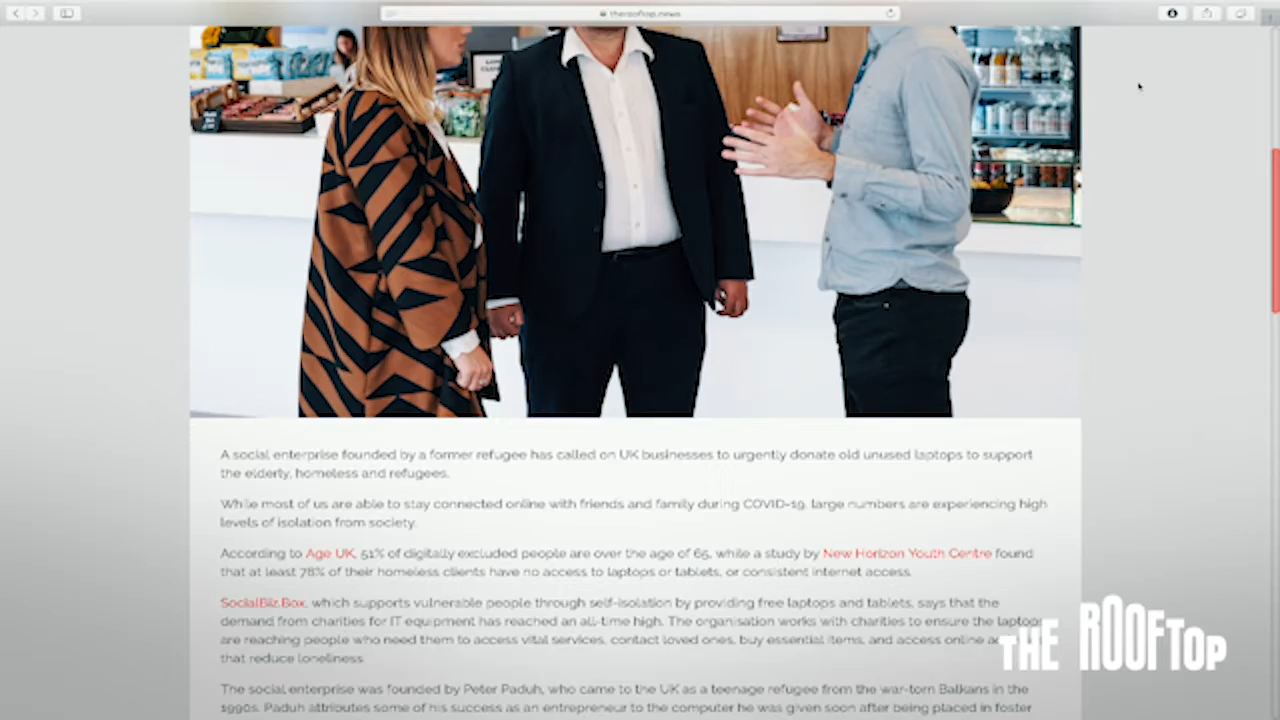 therooftop.news
A social enterprise founded by a former refugee has called on UK businesses to urgently donate old unused laptops to support
the elderly, homeless and refugees.
While most of us are able to stay connected online with friends and family during COVID-19, large numbers are experiencing high
levels of isolation from society.
According to Age UK, 51% of digitally excluded people are over the age of 65, while a study by New Horizon Youth Centre found
that at least 78% of their homeless clients have no access to laptops or tablets, or consistent internet access.
SocialBiz.Box, which supports vulnerable people through self-isolation by providing free laptops and tablets, says that the
demand from charities for IT equipment has reached an all-time high. The organisation works with charities to ensure the laptops
are reaching people who need them to access vital services, contact loved ones, buy essential items, and access online
that reduce loneliness.
THE ROOFTOP
The social enterprise was founded by Peter Paduh, who came to the UK as a teenage refugee from the war-torn Balkans in the
1990s. Paduh attributes some of his success as an entrepreneur to the computer he was given soon after being placed in foster